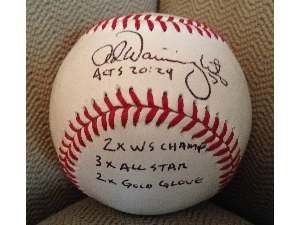 ACTS 20:24
2X WS CHAMP
3X ALL STAR
2X GOLD GLOVE